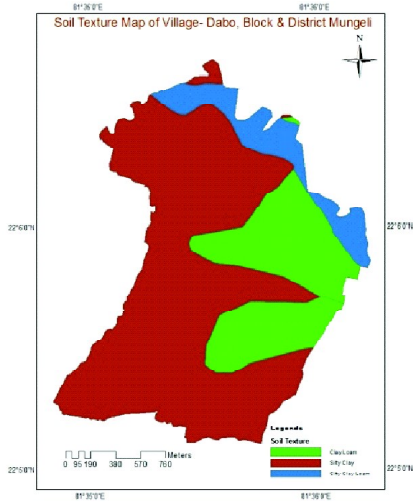 81°35'0"E 81°36'0"E
Soil Texture Map of Village- Dabo, Block & District Mungeli
N
22°6'0"N 22°6'0"N
Legends
Soil Texture
Clay Loam
Silty Clay
Silty Clay Loam
Meters
0 95 190 380 570 760
22°5'0"N 22°5'0"N
81°35'0"E 81°36'0"E